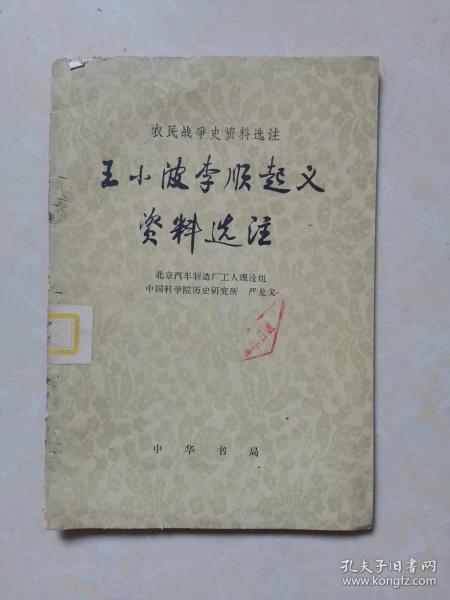 农民战争史资料选注
王小波李顺起义
资料选注
北京汽车制造厂工人理论组
中国科学院历史研究所 严龙戈
中华书局
孔夫子旧书网
www.kongfz.com